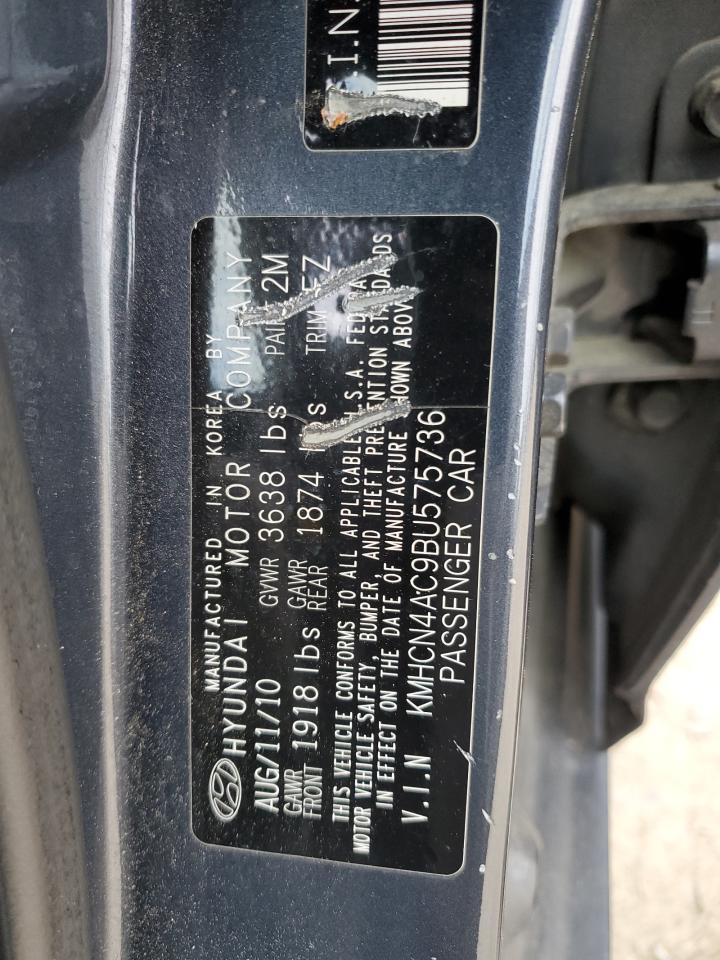 I.N.
MANUFACTURED IN KOREA BY
HYUNDAI MOTOR COMPANY
AUG/11/10 GVWR 3638 lbs 2M
GAWR FRONT 1918 lbs GAWR REAR 1874 TRIM FZ
THIS VEHICLE CONFORMS TO ALL APPLICABLE U.S.A. FEDERAL
MOTOR VEHICLE SAFETY, BUMPER, AND THEFT PREVENTION STANDARDS
IN EFFECT ON THE DATE OF MANUFACTURE SHOWN ABOVE
V.I.N KMHCN4AC9BU575736
PASSENGER CAR